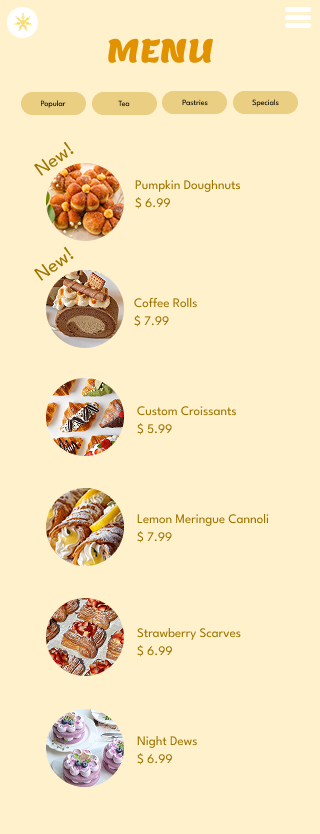 MENU
Popular
Tea
Pastries
Specials
New!
Pumpkin Doughnuts
$ 6.99
New!
Coffee Rolls
$ 7.99
Custom Croissants
$ 5.99
Lemon Meringue Cannoli
$ 7.99
Strawberry Scarves
$ 6.99
Night Dews
$ 6.99